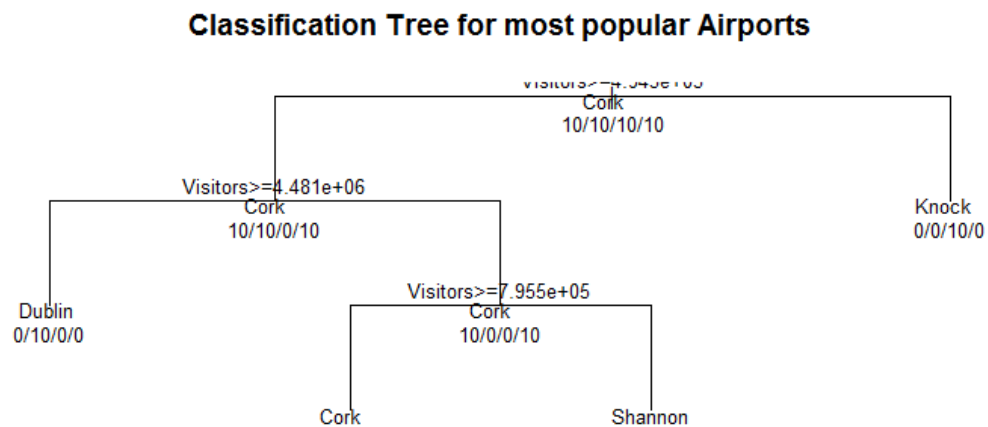 Classification Tree for most popular Airports
Cork
10/10/10/10
Visitors>=4.481e+06
Cork
10/10/0/10
Knock
0/0/10/0
Visitors>=7.955e+05
Dublin
0/10/0/0
Cork
10/0/0/10
Cork
Shannon